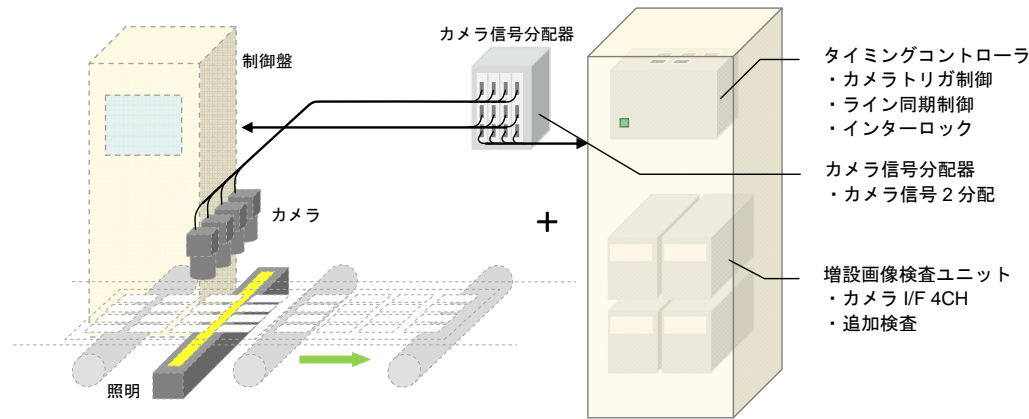 カメラ信号分配器
制御盤
タイミングコントローラ
・カメラトリガ制御
・ライン同期制御
・インターロック
カメラ信号分配器
・カメラ信号２分配
カメラ
+
増設画像検査ユニット
・カメラ I/F 4CH
・追加検査
照明